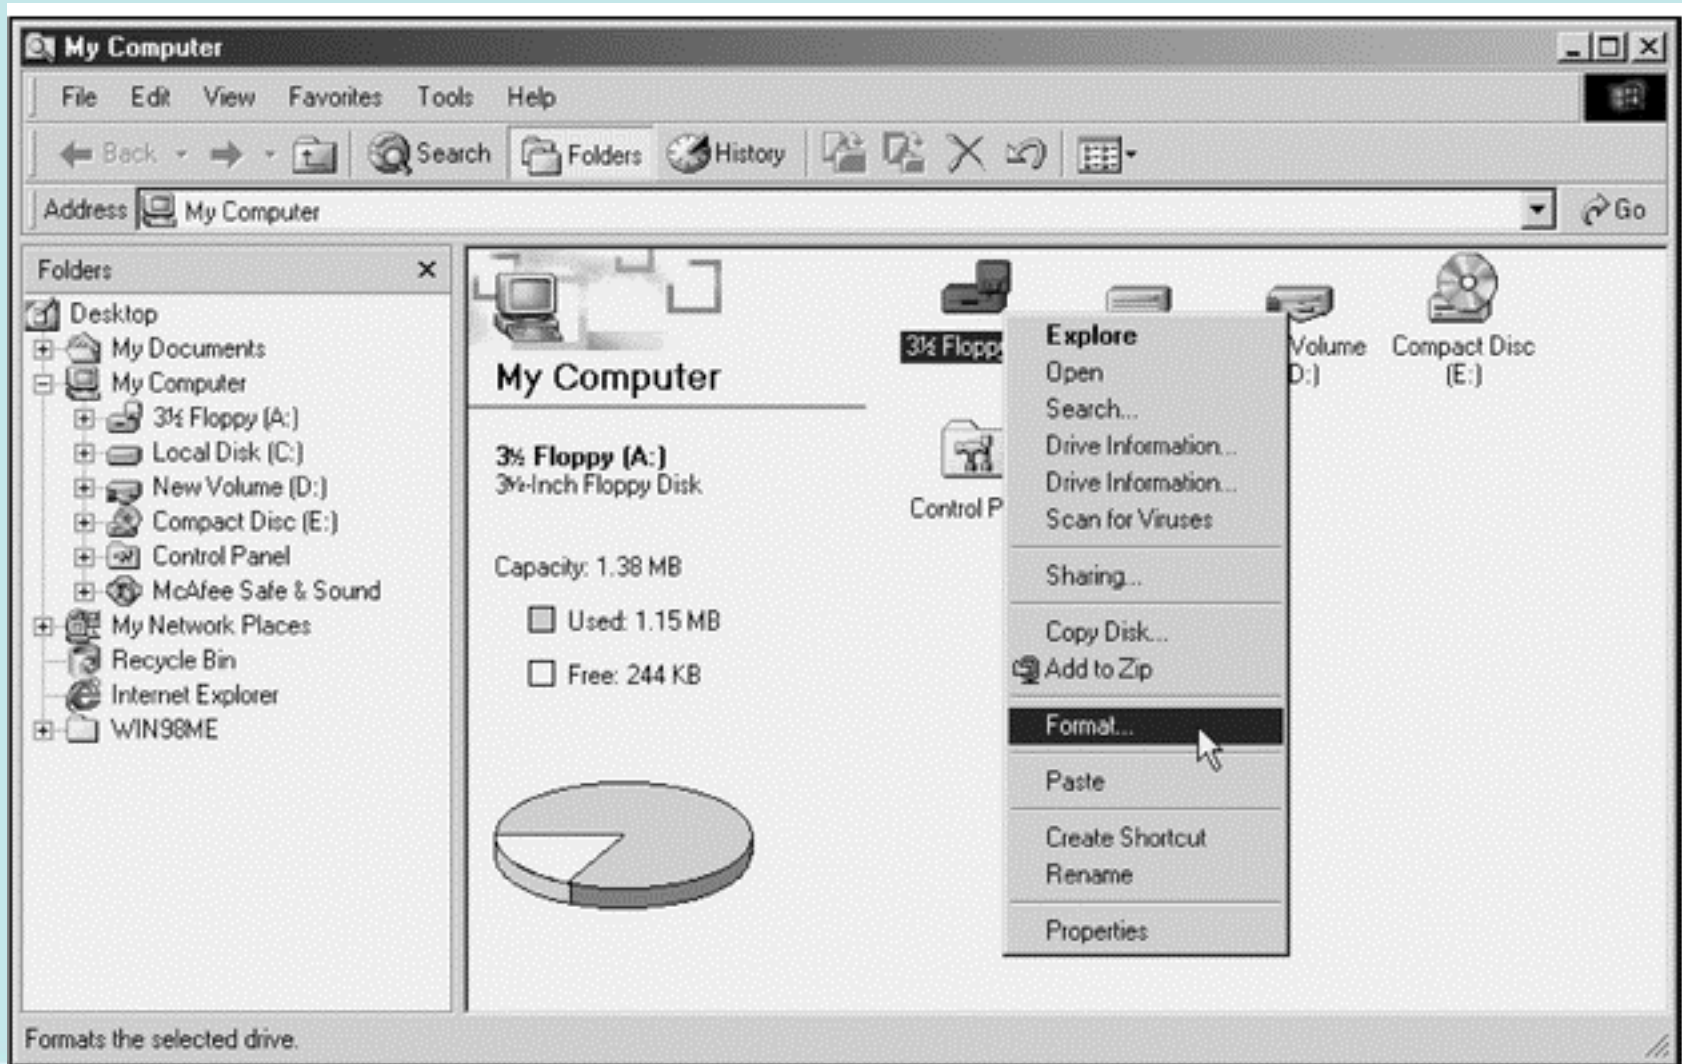 My Computer
File Edit View Favorites Tools Help
Back Search Folders History
Address My Computer Go
Folders
Desktop
My Documents
My Computer
3½ Floppy (A:)
Local Disk (C:)
New Volume (D:)
Compact Disc (E:)
Control Panel
McAfee Safe & Sound
My Network Places
Recycle Bin
Internet Explorer
WIN98ME
My Computer
3½ Floppy (A:)
3½-Inch Floppy Disk
Capacity: 1.38 MB
Used: 1.15 MB
Free: 244 KB
3½ Floppy
Volume
D:)
Compact Disc
(E:)
Control P
Explore
Open
Search...
Drive Information...
Drive Information...
Scan for Viruses
Sharing...
Copy Disk...
Add to Zip
Format...
Paste
Create Shortcut
Rename
Properties
Formats the selected drive.